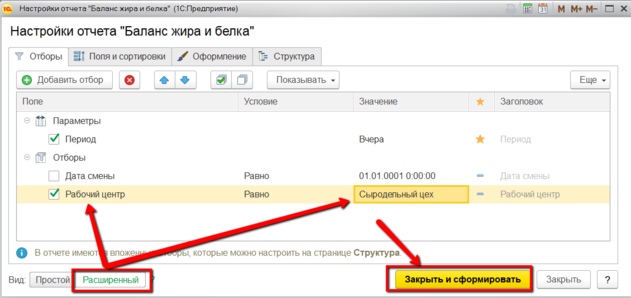 Настройки отчета "Баланс жира и белка" (1С:Предприятие)
M M+ M-
Настройки отчета "Баланс жира и белка"
Отборы Поля и сортировки Оформление Структура
Добавить отбор Показывать Еще
Поле Условие Значение Заголовок
Параметры
Период Вчера Период
Отборы
Дата смены Равно 01.01.0001 0:00:00 Дата смены
Рабочий центр Равно Сыродельный цех Рабочий центр
В отчете имеются вложенные отборы, которые можно настроить на странице Структура.
Вид: Простой Расширенный ? Закрыть и сформировать Закрыть ?